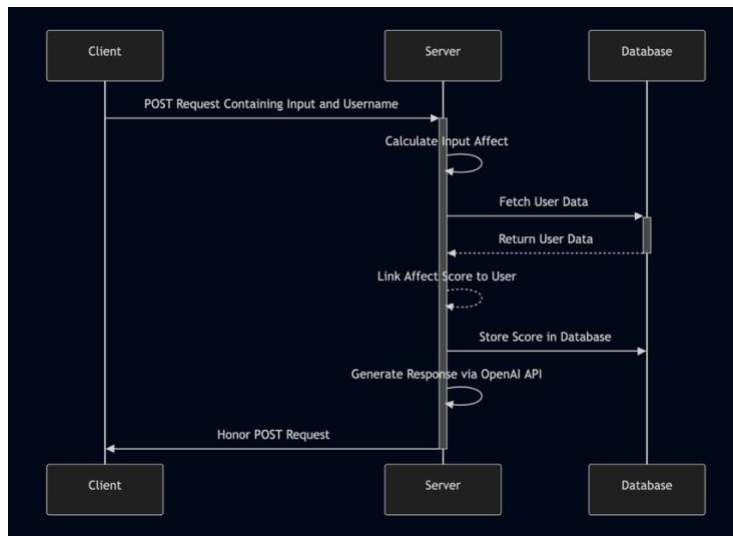 Client
Server
Database
POST Request Containing Input and Username
Calculate Input Affect
Fetch User Data
Return User Data
Link Affect Score to User
Store Score in Database
Generate Response via OpenAI API
Honor POST Request
Client
Server
Database